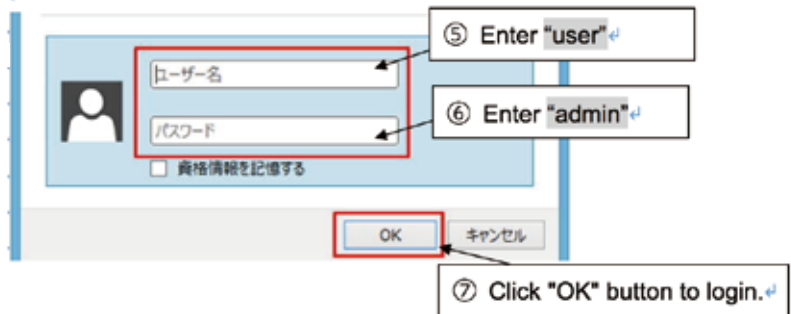 ⑤ Enter "user"↵
ユーザー名
⑥ Enter "admin"↵
パスワード
資格情報を記憶する
OK
キャンセル
⑦ Click "OK" button to login.↵